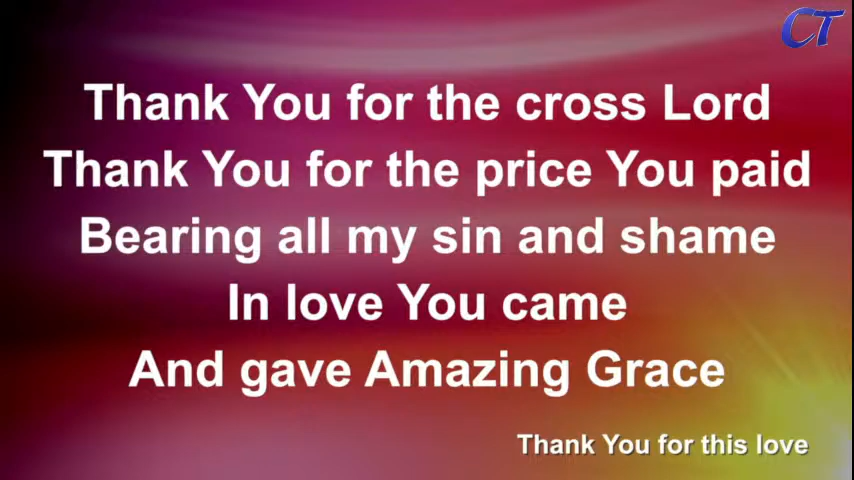 CT
Thank You for the cross Lord
Thank You for the price You paid
Bearing all my sin and shame
In love You came
And gave Amazing Grace
Thank You for this love